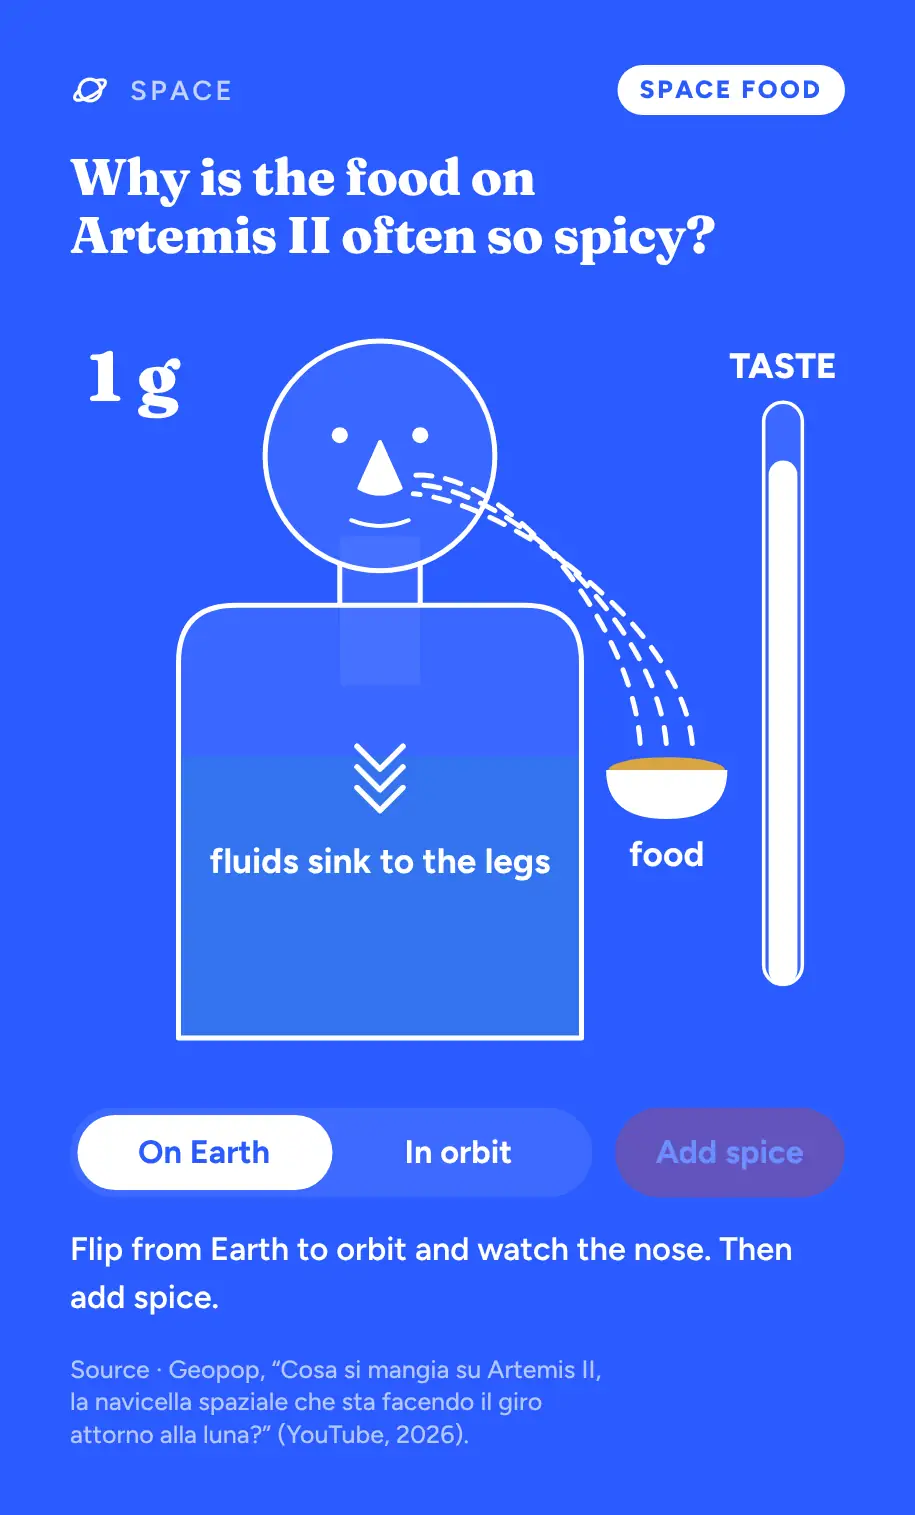 SPACE
SPACE FOOD
Why is the food on
Artemis II often so spicy?
1 g
TASTE
fluids sink to the legs
food
On Earth
In orbit
Add spice
Flip from Earth to orbit and watch the nose. Then
add spice.
Source · Geopop, “Cosa si mangia su Artemis II,
la navicella spaziale che sta facendo il giro
attorno alla luna?” (YouTube, 2026).